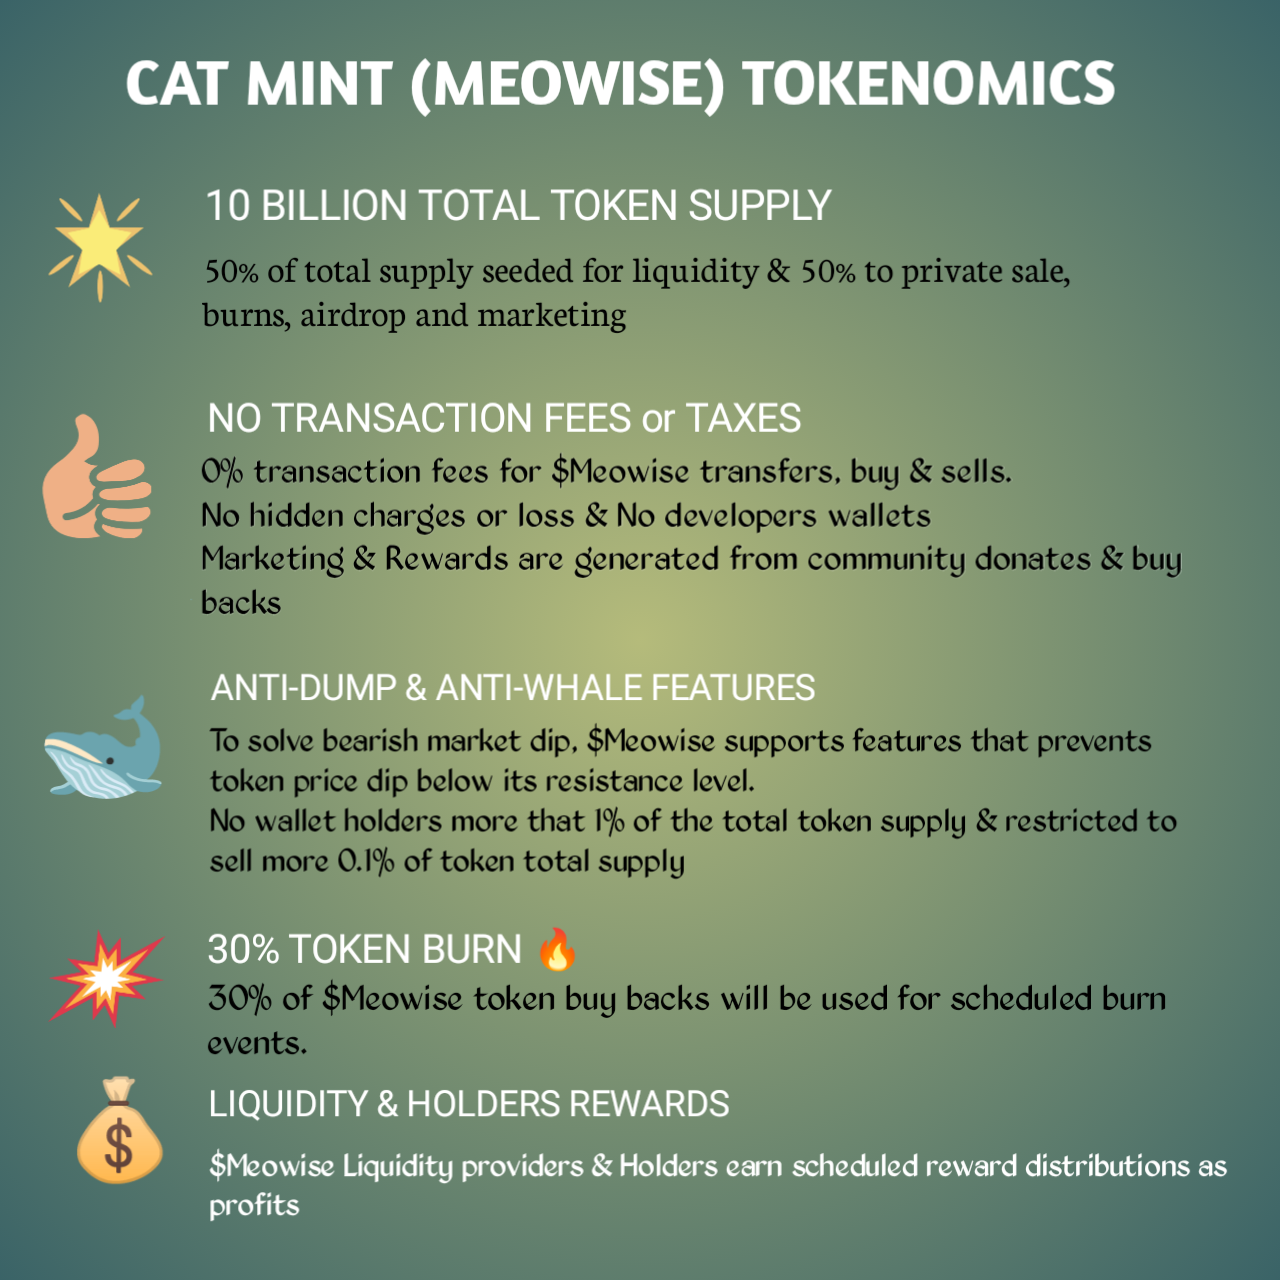 CAT MINT (MEOWISE) TOKENOMICS
10 BILLION TOTAL TOKEN SUPPLY
50% of total supply seeded for liquidity & 50% to private sale,
burns, airdrop and marketing
NO TRANSACTION FEES or TAXES
0% transaction fees for $Meowise transfers, buy & sells.
No hidden charges or loss & No developers wallets
Marketing & Rewards are generated from community donates & buy
backs
ANTI-DUMP & ANTI-WHALE FEATURES
To solve bearish market dip, $Meowise supports features that prevents
token price dip below its resistance level.
No wallet holders more that 1% of the total token supply & restricted to
sell more 0.1% of token total supply
30% TOKEN BURN 🔥
30% of $Meowise token buy backs will be used for scheduled burn
events.
$
LIQUIDITY & HOLDERS REWARDS
$Meowise Liquidity providers & Holders earn scheduled reward distributions as
profits